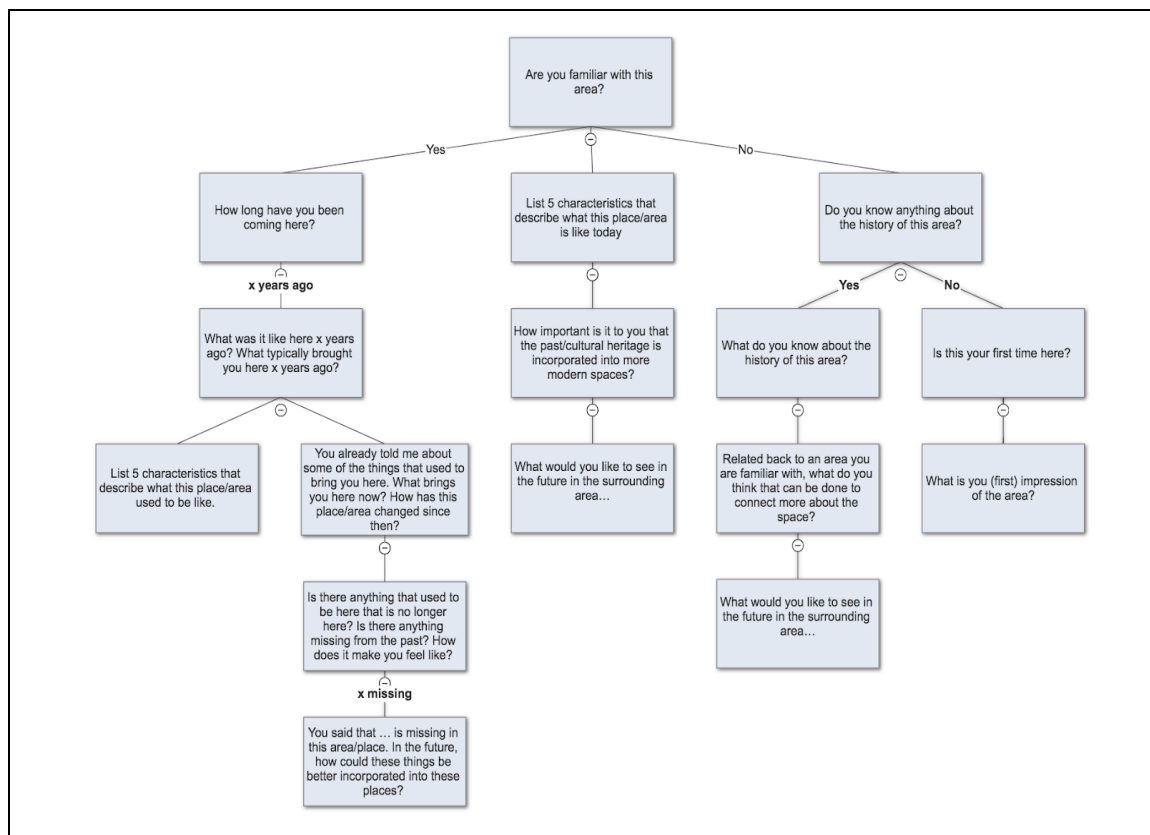 Are you familiar with this
area?
Yes
No
How long have you been
coming here?
List 5 characteristics that
describe what this place/area
is like today
Do you know anything about
the history of this area?
x years ago
Yes
No
What was it like here x years
ago? What typically brought
you here x years ago?
How important is it to you that
the past/cultural heritage is
incorporated into more
modern spaces?
What do you know about the
history of this area?
Is this your first time here?
List 5 characteristics that
describe what this place/area
used to be like.
You already told me about
some of the things that used to
bring you here. What brings
you here now? How has this
place/area changed since
then?
What would you like to see in
the future in the surrounding
area…
Related back to an area you
are familiar with, what do you
think that can be done to
connect more about the
space?
What is you (first) impression
of the area?
Is there anything that used to
be here that is no longer
here? Is there anything
missing from the past? How
does it make you feel like?
What would you like to see in
the future in the surrounding
area…
x missing
You said that … is missing in
this area/place. In the future,
how could these things be
better incorporated into these
places?